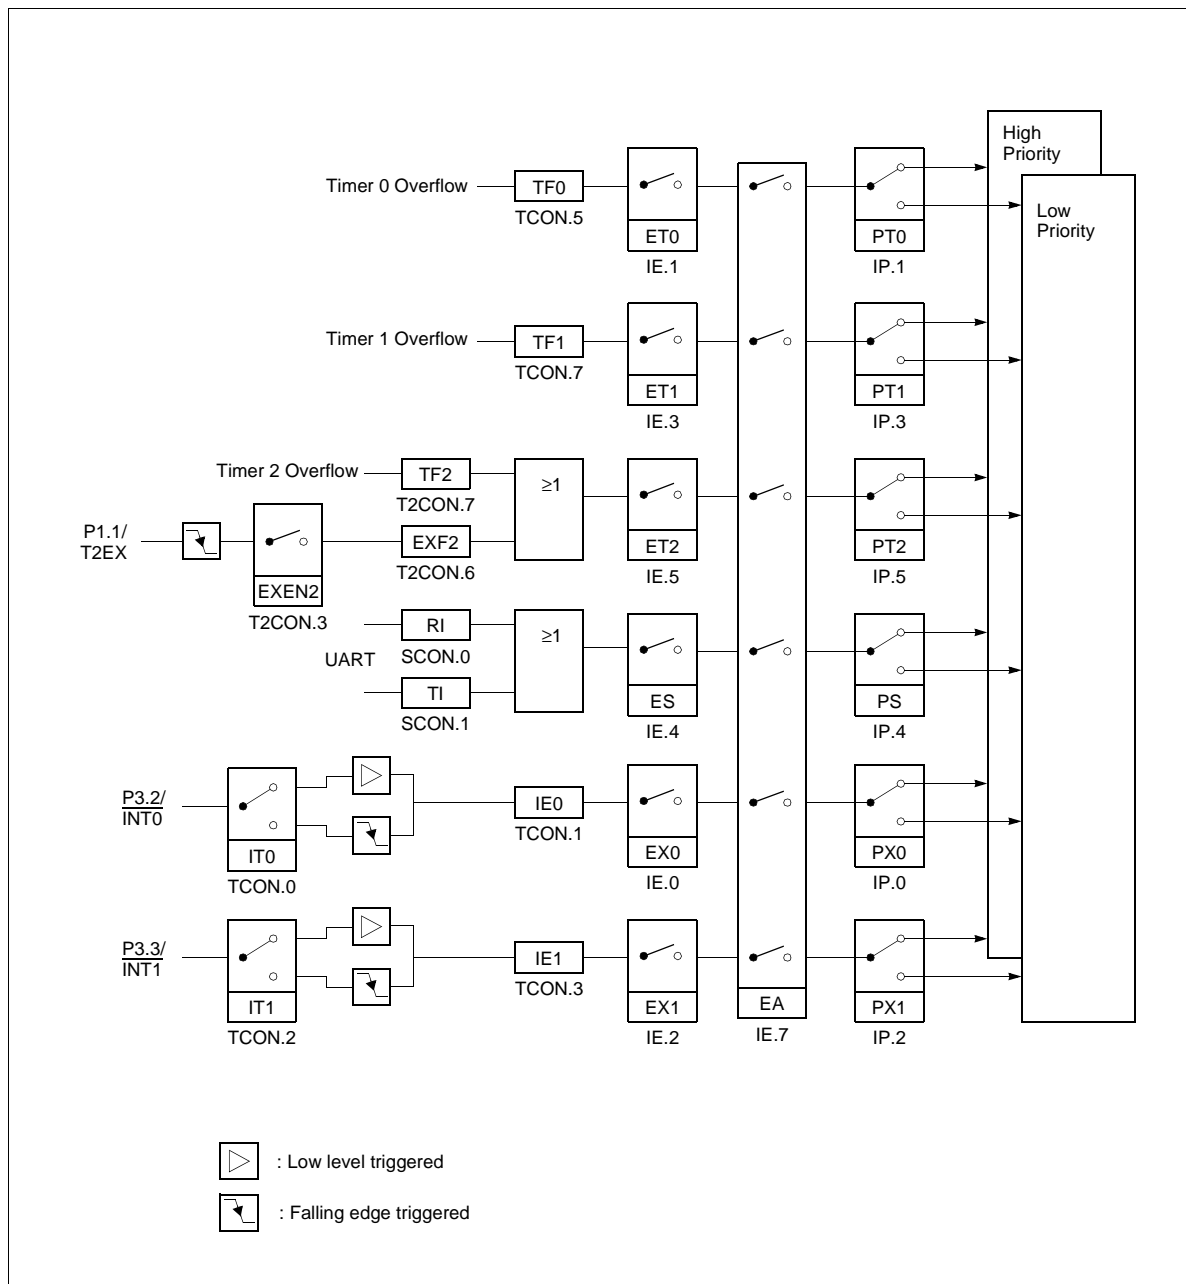 High
Priority
Low
Priority
Timer 0 Overflow
TF0
TCON.5
ET0
IE.1
PT0
IP.1
Timer 1 Overflow
TF1
TCON.7
ET1
IE.3
PT1
IP.3
Timer 2 Overflow
TF2
T2CON.7
≥1
P1.1/
T2EX
EXEN2
T2CON.3
EXF2
T2CON.6
ET2
IE.5
PT2
IP.5
UART
RI
SCON.0
TI
SCON.1
≥1
ES
IE.4
PS
IP.4
P3.2/
INT0
IT0
TCON.0
IE0
TCON.1
EX0
IE.0
PX0
IP.0
P3.3/
INT1
IT1
TCON.2
IE1
TCON.3
EX1
IE.2
EA
IE.7
PX1
IP.2
: Low level triggered
: Falling edge triggered